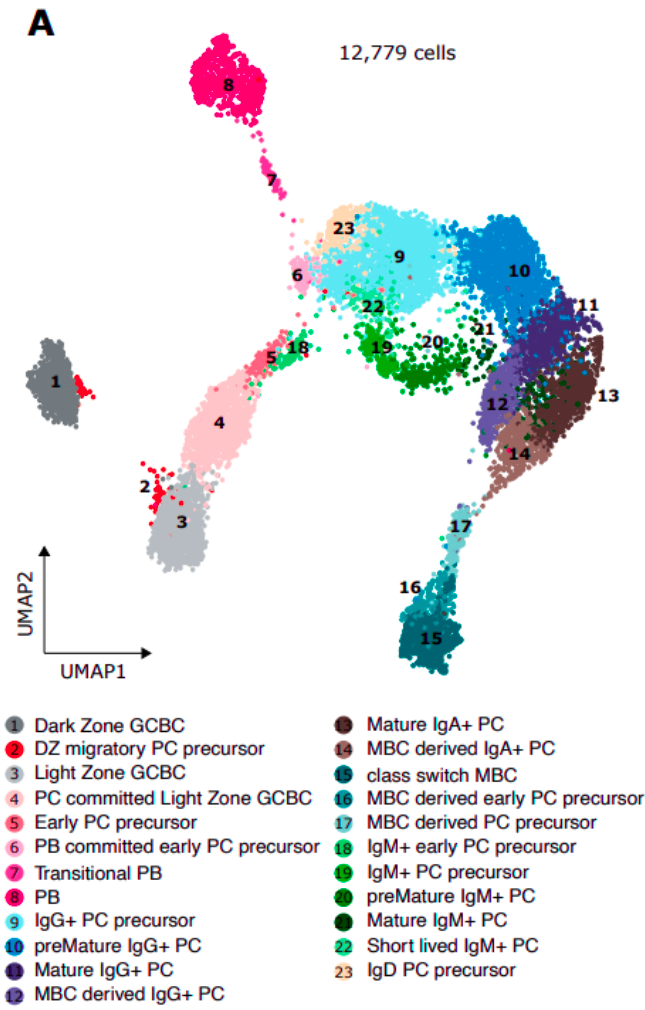 A
12,779 cells
8
7
23
9
6
10
22
11
21
20
18
19
5
1
13
12
4
14
2
3
17
16
15
UMAP2
UMAP1
1 Dark Zone GCBC
2 DZ migratory PC precursor
3 Light Zone GCBC
4 PC committed Light Zone GCBC
5 Early PC precursor
6 PB committed early PC precursor
7 Transitional PB
8 PB
9 IgG+ PC precursor
10 preMature IgG+ PC
11 Mature IgG+ PC
12 MBC derived IgG+ PC
13 Mature IgA+ PC
14 MBC derived IgA+ PC
15 class switch MBC
16 MBC derived early PC precursor
17 MBC derived PC precursor
18 IgM+ early PC precursor
19 IgM+ PC precursor
20 preMature IgM+ PC
21 Mature IgM+ PC
22 Short lived IgM+ PC
23 IgD PC precursor